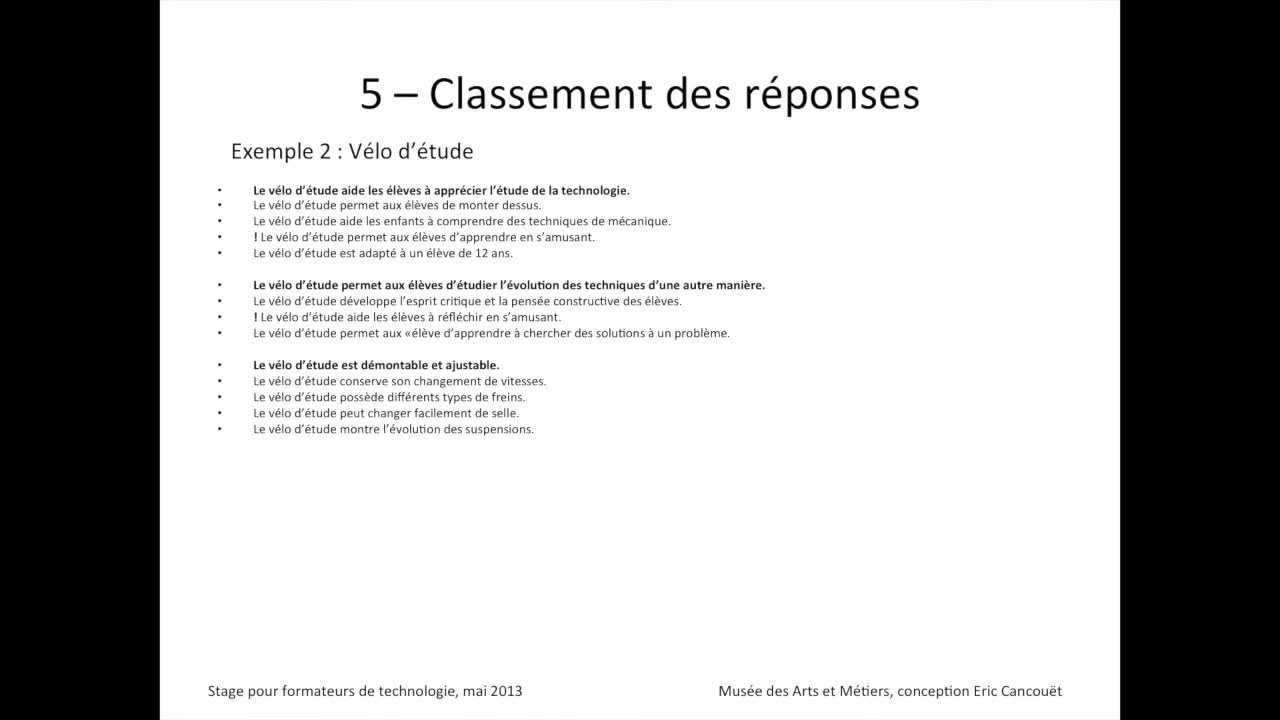 5 – Classement des réponses
Exemple 2 : Vélo d’étude
• Le vélo d’étude aide les élèves à apprécier l’étude de la technologie.
• Le vélo d’étude permet aux élèves de monter dessus.
• Le vélo d’étude aide les enfants à comprendre des techniques de mécanique.
• ! Le vélo d’étude permet aux élèves d’apprendre en s’amusant.
• Le vélo d’étude est adapté à un élève de 12 ans.
• Le vélo d’étude permet aux élèves d’étudier l’évolution des techniques d’une autre manière.
• Le vélo d’étude développe l’esprit critique et la pensée constructive des élèves.
• ! Le vélo d’étude aide les élèves à réfléchir en s’amusant.
• Le vélo d’étude permet aux «élève d’apprendre à chercher des solutions à un problème.
• Le vélo d’étude est démontable et ajustable.
• Le vélo d’étude conserve son changement de vitesses.
• Le vélo d’étude possède différents types de freins.
• Le vélo d’étude peut changer facilement de selle.
• Le vélo d’étude montre l’évolution des suspensions.
Stage pour formateurs de technologie, mai 2013
Musée des Arts et Métiers, conception Eric Cancouët